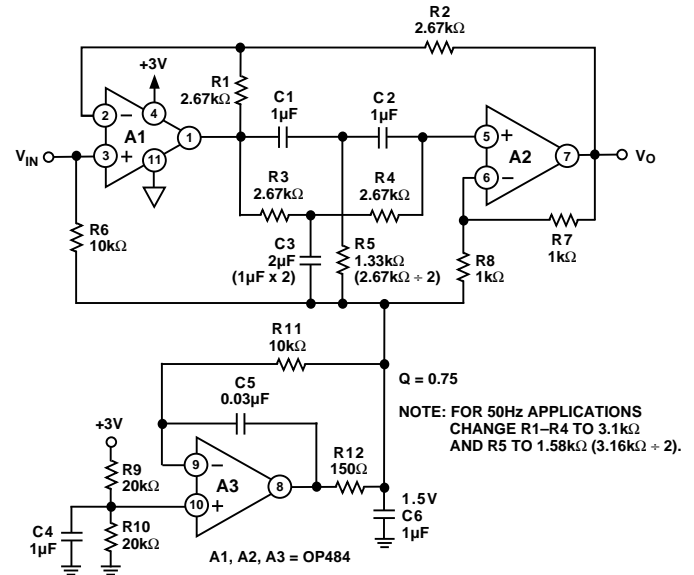 R2
2.67kΩ
+3V
R1
2.67kΩ
C1
1µF
C2
1µF
2
−
4
A1
1
VIN
3
+
11
5
+
A2
7
VO
6
−
R3
2.67kΩ
R4
2.67kΩ
R6
10kΩ
C3
2µF
(1µF x 2)
R5
1.33kΩ
(2.67kΩ ÷ 2)
R8
1kΩ
R7
1kΩ
R11
10kΩ
Q = 0.75
C5
0.03µF
NOTE: FOR 50Hz APPLICATIONS
CHANGE R1–R4 TO 3.1kΩ
AND R5 TO 1.58kΩ (3.16kΩ ÷ 2).
+3V
R9
20kΩ
9
−
A3
8
R12
150Ω
10
+
C4
1µF
R10
20kΩ
1.5V
C6
1µF
A1, A2, A3 = OP484